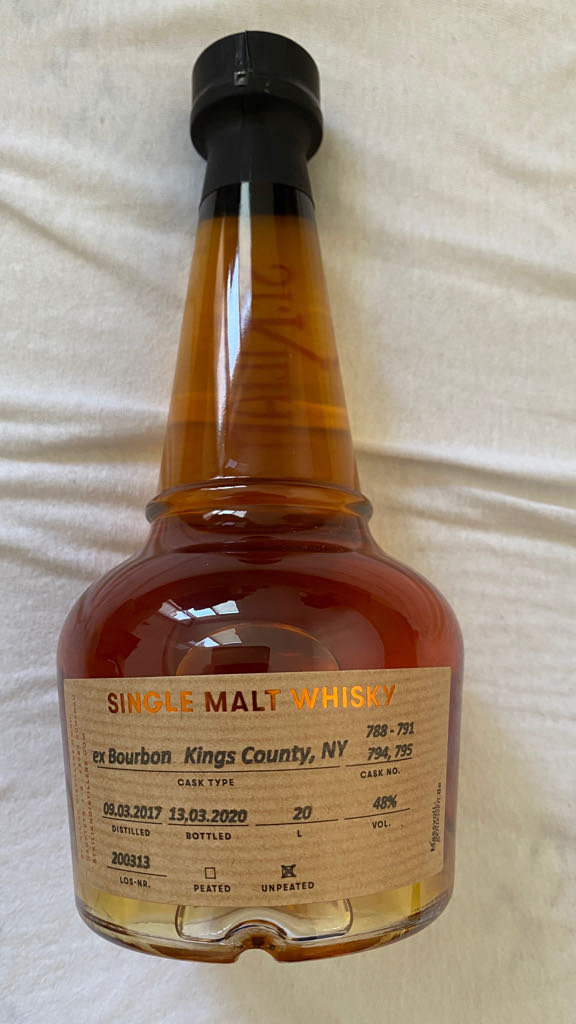 SINGLE MALT WHISKY
788 - 791
ex Bourbon Kings County, NY 794, 795
CASK TYPE CASK NO.
09.03.2017 13,03.2020 20 48%
DISTILLED BOTTLED L VOL.
200313
LOS-NR. PEATED UNPEATED